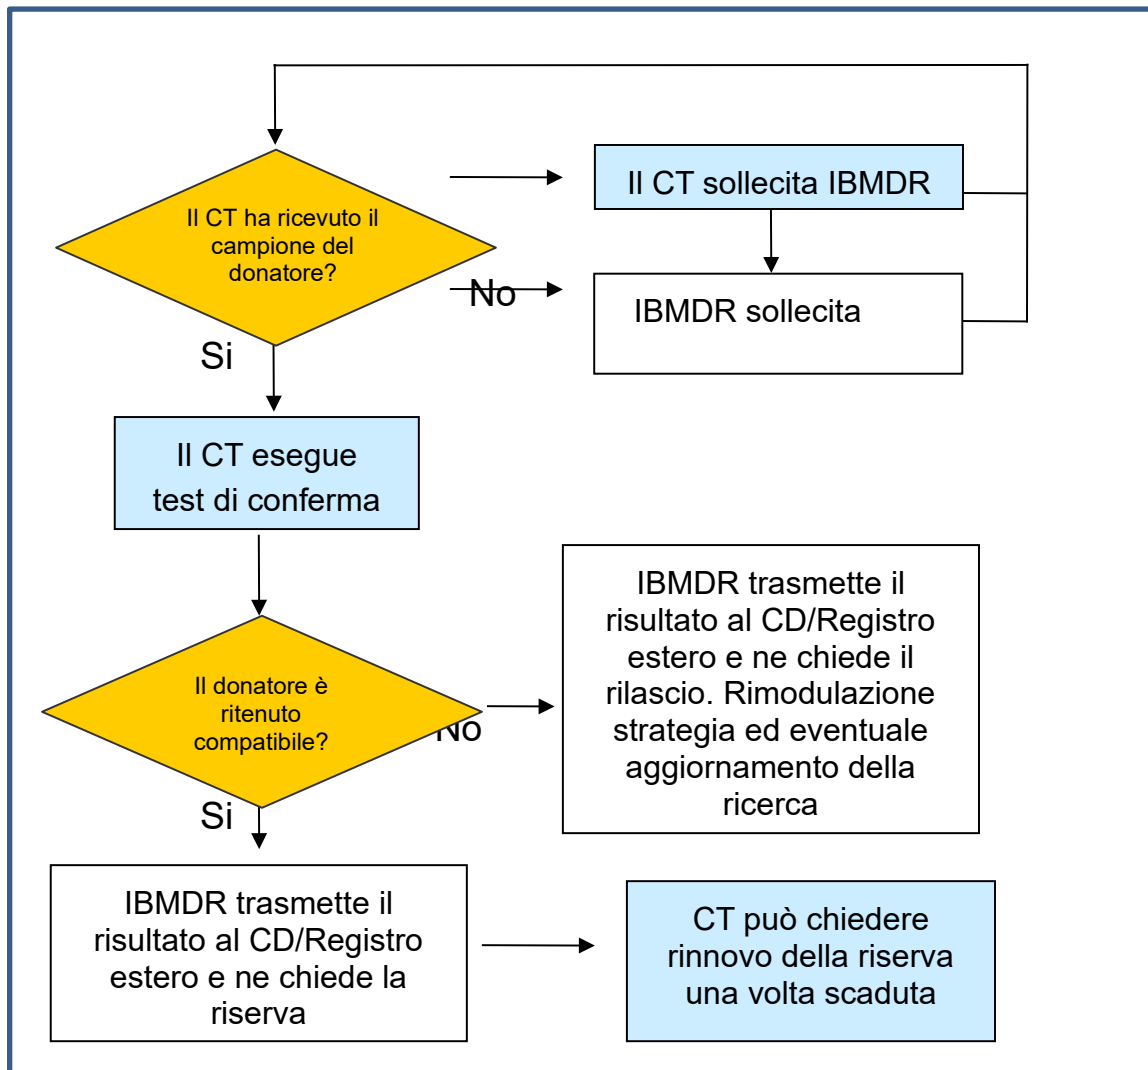 Il CT ha ricevuto il
campione del
donatore?
Il CT sollecita IBMDR
No
IBMDR sollecita
Si
Il CT esegue
test di conferma
Il donatore è
ritenuto
compatibile?
No
IBMDR trasmette il
risultato al CD/Registro
estero e ne chiede il
rilascio. Rimodulazione
strategia ed eventuale
aggiornamento della
ricerca
Si
IBMDR trasmette il
risultato al CD/Registro
estero e ne chiede la
riserva
CT può chiedere
rinnovo della riserva
una volta scaduta